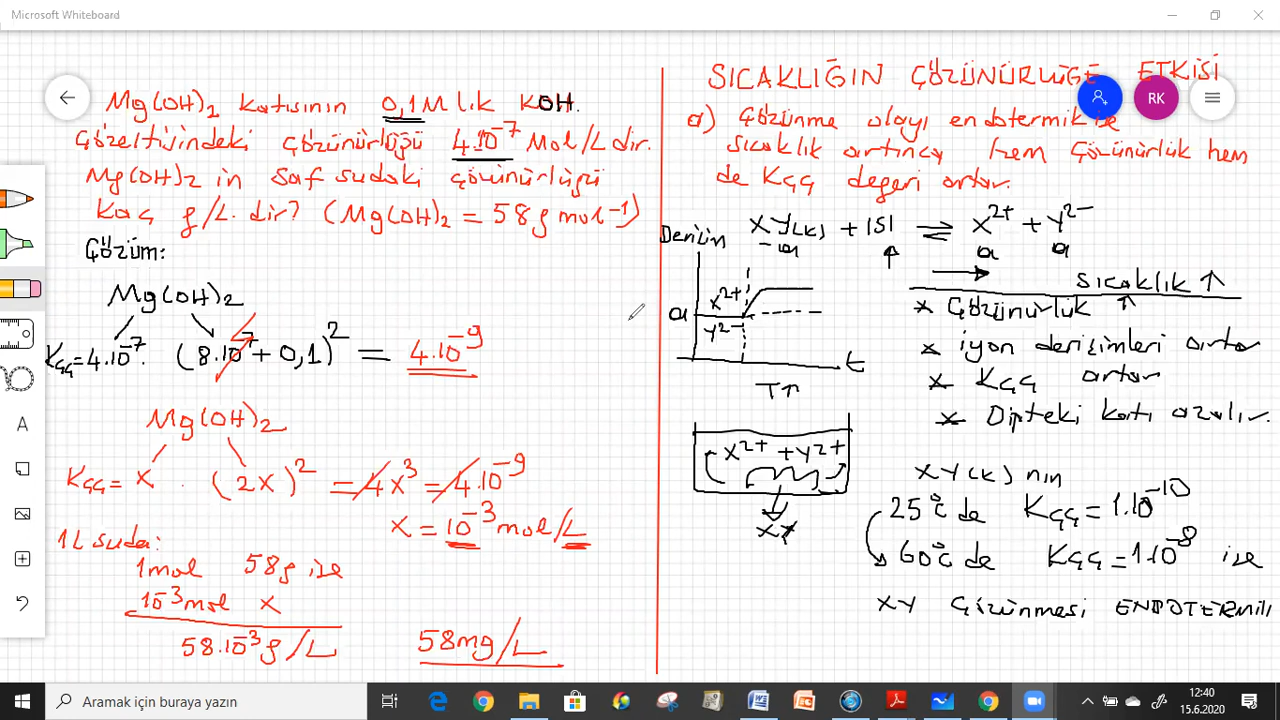 Microsoft Whiteboard
Mg(OH)2 katısının 0,1M lık KOH
çözeltisindeki çözünürlüğü 4.10⁻⁷ Mol/L dir.
Mg(OH)2 in saf sudaki çözünürlüğü
kaç g/L. dir? (Mg(OH)2 = 58g mol⁻¹)
Çözüm:
Mg(OH)2
Kçç=4.10⁻⁷. (8.10⁻⁷+0,1)² = 4.10⁻⁹
Mg(OH)2
Kçç= x . (2x)² = 4x³ = 4.10⁻⁹
x = 10⁻³ mol/L
1L suda:
1mol 58g ise
10⁻³mol x
58.10⁻³g/L 58mg/L
SICAKLIĞIN ÇÖZÜNÜRLÜĞE ETKİSİ
RK
a) Çözünme olayı endotermik ise
sıcaklık artınca hem çözünürlük hem
de Kçç değeri artar.
XY(k) + ISI ⇌ X²⁺ + Y²⁻
-a ↑ a a
→ Sıcaklık ↑
Derişim
a X²⁺
Y²⁻
t
T↑
* Çözünürlük ↑
* iyon derişimleri artar
* Kçç artar
* Dipteki katı azalır.
X²⁺ + Y²⁺
XY
XY(k) nın
25°C de Kçç=1.10⁻¹⁰
60°C de Kçç=1.10⁻⁸ ise
XY Çözünmesi ENDOTERMİK
A
Aramak için buraya yazın
12:40
15.6.2020